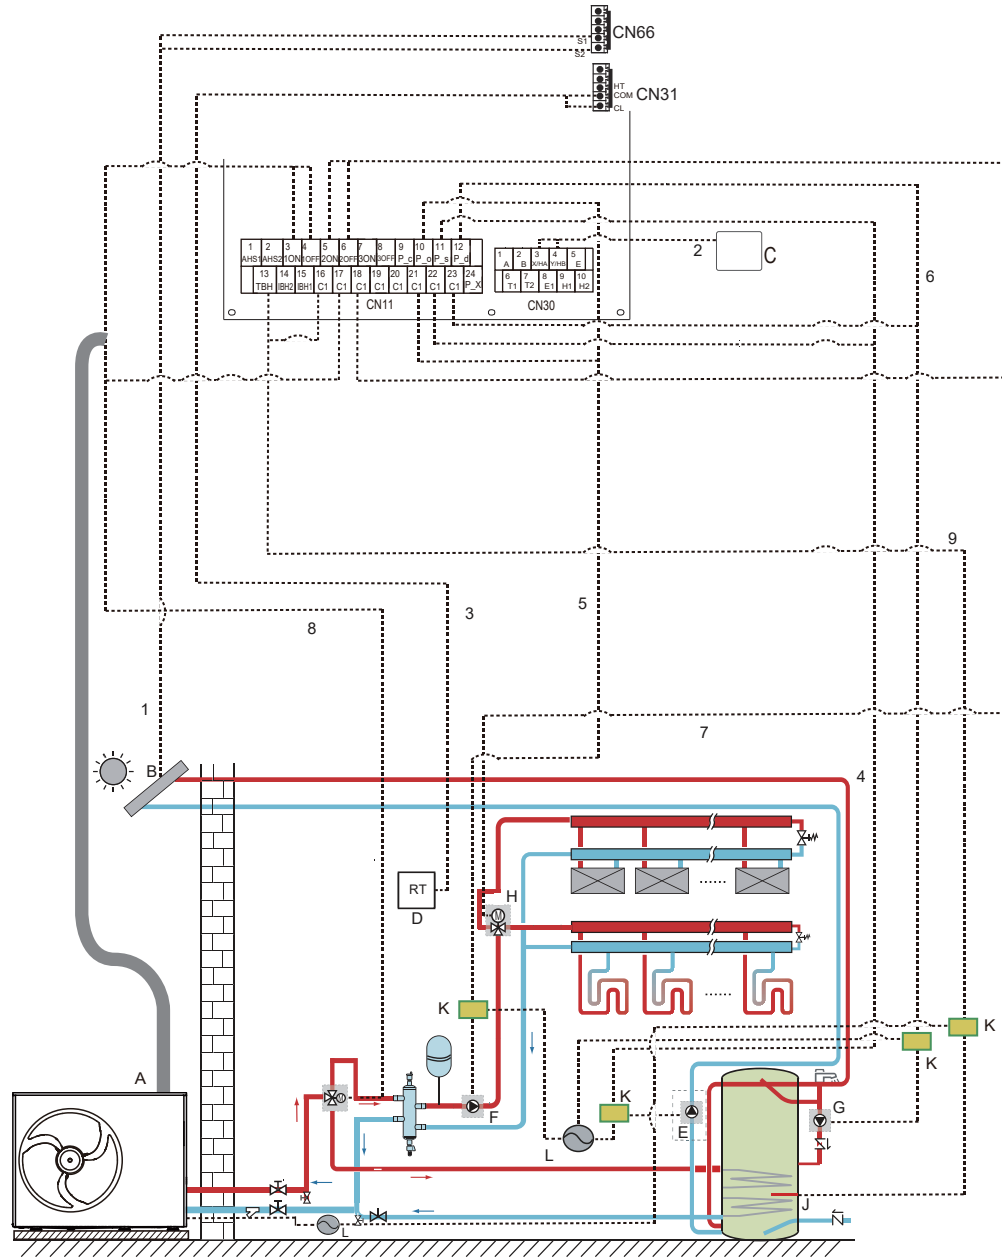 CN66
S1
S2
HT
COM
CN31
CL
1 2 3 4 5 6 7 8 9 10 11 12
AHS1 AHS2 1ON 1OFF 2ON 2OFF 3ON 3OFF P_c P_o P_s P_d
13 14 15 16 17 18 19 20 21 22 23 24
TBH IBH2 IBH1 C1 C1 C1 C1 C1 C1 C1 C1 P_X
CN11
1 2 3 4 5
A B X/HA Y/HB E
6 7 8 9 10
T1 T2 E1 H1 H2
CN30
2
C
6
9
5
3
8
1
7
B
4
RT
D
H
M
K
K
K
A
K
F
G
E
L
J
L